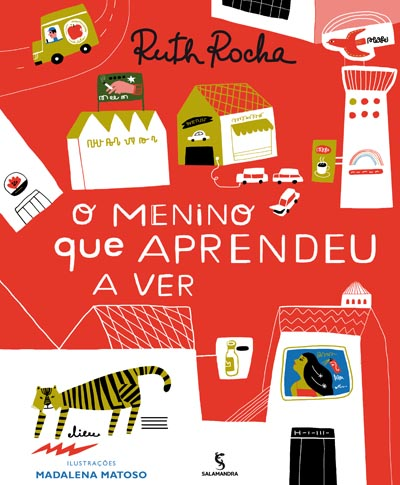 Ruth Rocha
O MENINO
que APRENDEU
A VER
ILUSTRAÇÕES
MADALENA MATOSO
SALAMANDRA